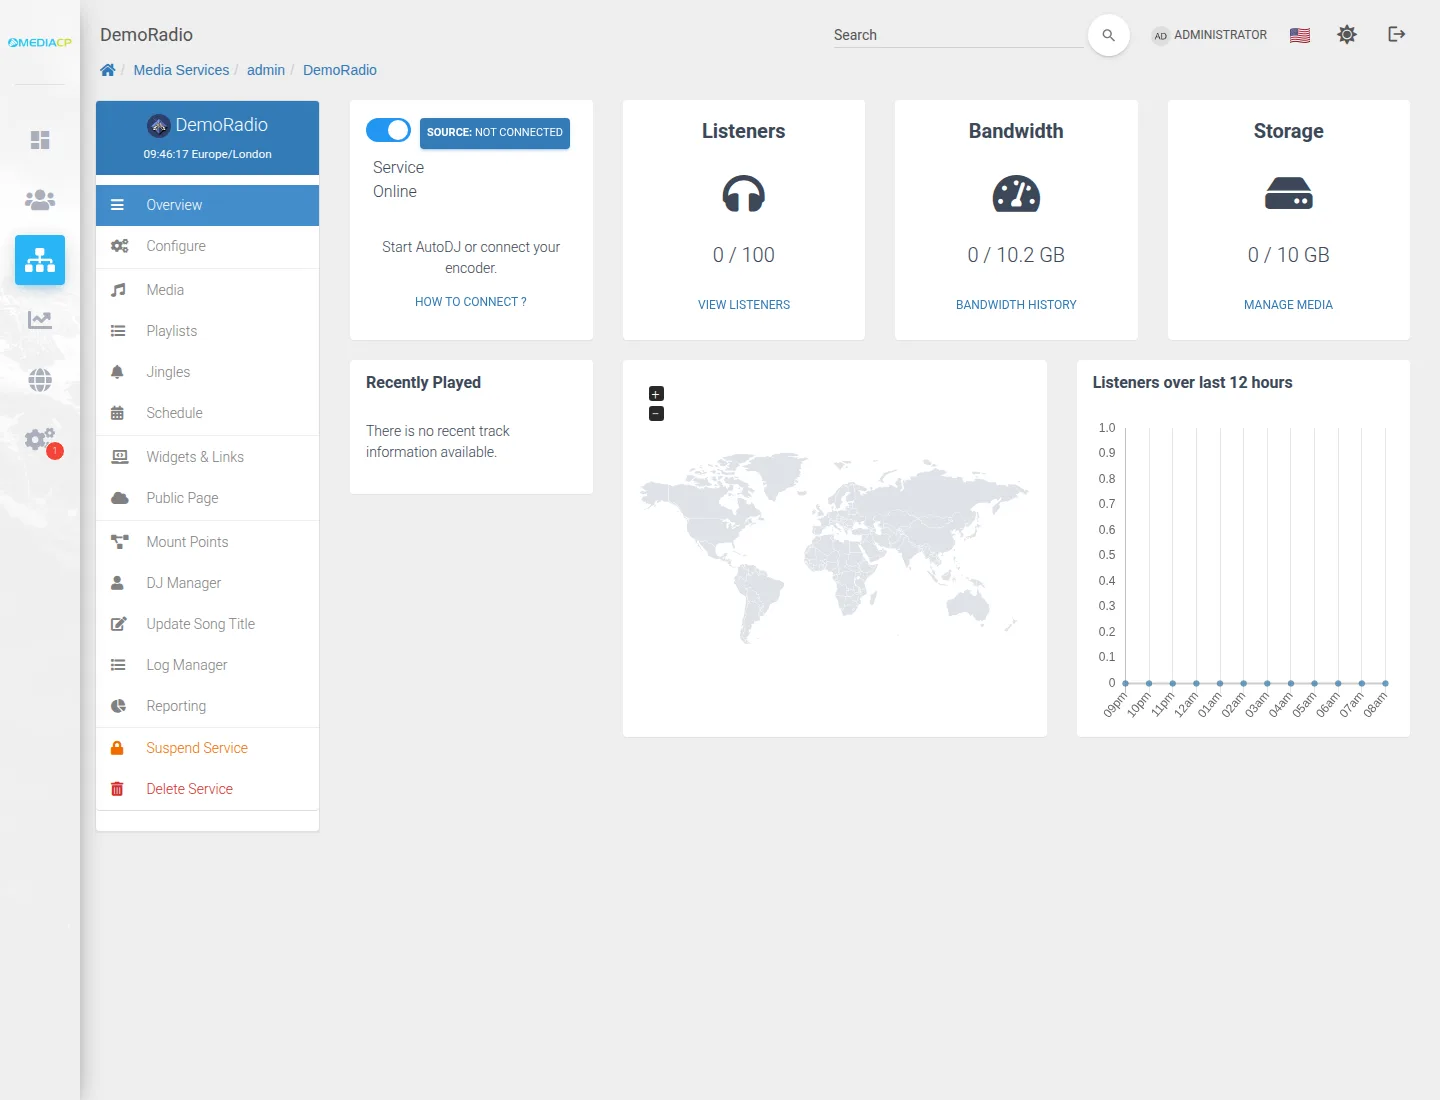 MEDIACP
DemoRadio
Search
AD ADMINISTRATOR
/ Media Services / admin / DemoRadio
DemoRadio
09:46:17 Europe/London
Overview
Configure
Media
Playlists
Jingles
Schedule
Widgets & Links
Public Page
Mount Points
DJ Manager
Update Song Title
Log Manager
Reporting
Suspend Service
Delete Service
1
SOURCE: NOT CONNECTED
Service
Online
Start AutoDJ or connect your
encoder.
HOW TO CONNECT ?
Listeners
0 / 100
VIEW LISTENERS
Bandwidth
0 / 10.2 GB
BANDWIDTH HISTORY
Storage
0 / 10 GB
MANAGE MEDIA
Recently Played
There is no recent track
information available.
+
−
Listeners over last 12 hours
1.0
0.9
0.8
0.7
0.6
0.5
0.4
0.3
0.2
0.1
0
09pm
10pm
11pm
12am
01am
02am
03am
04am
05am
06am
07am
08am